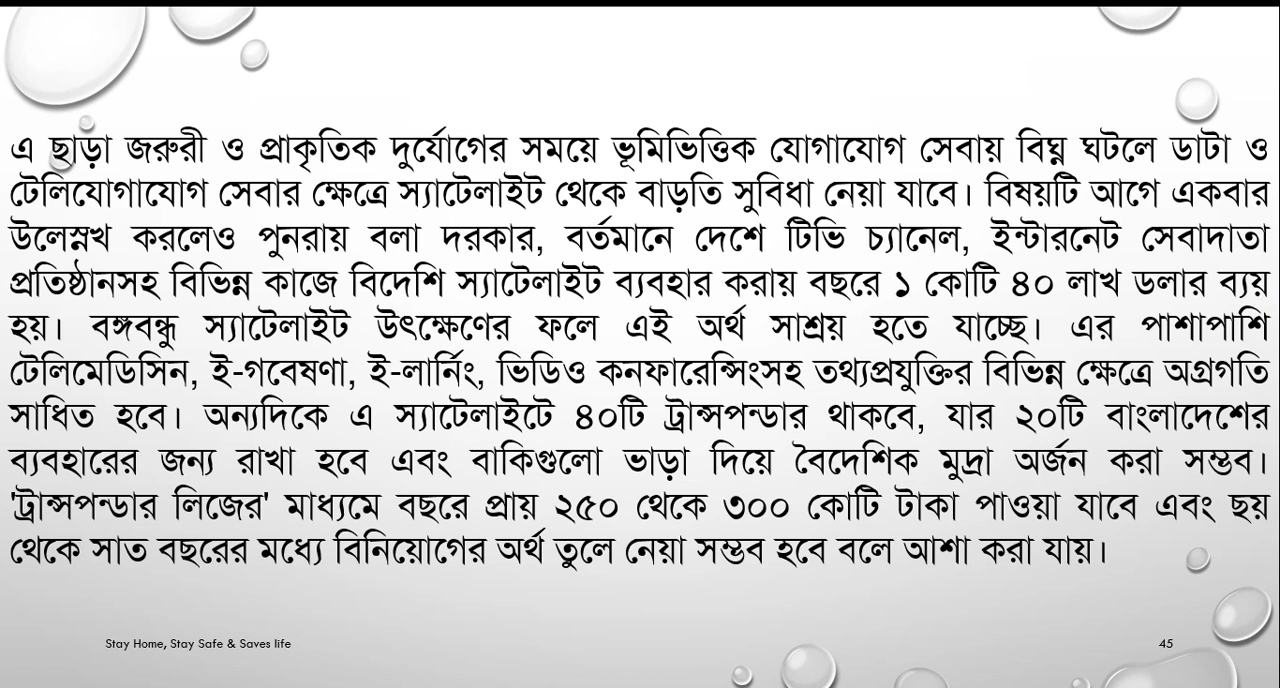 এ ছাড়া জরুরী ও প্রাকৃতিক দুর্যোগের সময়ে ভূমিভিত্তিক যোগাযোগ সেবায় বিঘ্ন ঘটলে ডাটা ও
টেলিযোগাযোগ সেবার ক্ষেত্রে স্যাটেলাইট থেকে বাড়তি সুবিধা নেয়া যাবে। বিষয়টি আগে একবার
উলেস্নখ করলেও পুনরায় বলা দরকার, বর্তমানে দেশে টিভি চ্যানেল, ইন্টারনেট সেবাদাতা
প্রতিষ্ঠানসহ বিভিন্ন কাজে বিদেশি স্যাটেলাইট ব্যবহার করায় বছরে ১ কোটি ৪০ লাখ ডলার ব্যয়
হয়। বঙ্গবন্ধু স্যাটেলাইট উৎক্ষেণের ফলে এই অর্থ সাশ্রয় হতে যাচ্ছে। এর পাশাপাশি
টেলিমেডিসিন, ই-গবেষণা, ই-লার্নিং, ভিডিও কনফারেন্সিংসহ তথ্যপ্রযুক্তির বিভিন্ন ক্ষেত্রে অগ্রগতি
সাধিত হবে। অন্যদিকে এ স্যাটেলাইটে ৪০টি ট্রান্সপন্ডার থাকবে, যার ২০টি বাংলাদেশের
ব্যবহারের জন্য রাখা হবে এবং বাকিগুলো ভাড়া দিয়ে বৈদেশিক মুদ্রা অর্জন করা সম্ভব।
'ট্রান্সপন্ডার লিজের' মাধ্যমে বছরে প্রায় ২৫০ থেকে ৩০০ কোটি টাকা পাওয়া যাবে এবং ছয়
থেকে সাত বছরের মধ্যে বিনিয়োগের অর্থ তুলে নেয়া সম্ভব হবে বলে আশা করা যায়।
Stay Home, Stay Safe & Saves life
45